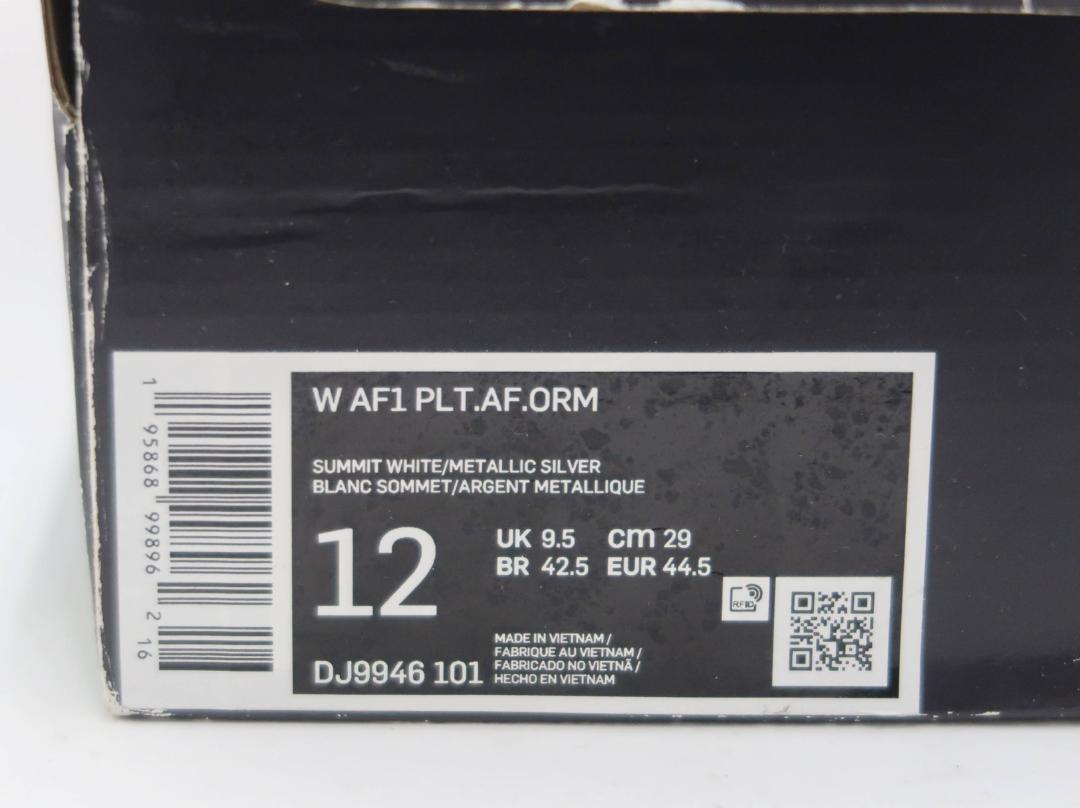 W AF1 PLT.AF.ORM
SUMMIT WHITE/METALLIC SILVER
BLANC SOMMET/ARGENT METALLIQUE
12
UK 9.5 cm 29
BR 42.5 EUR 44.5
RFID
DJ9946 101
MADE IN VIETNAM /
FABRIQUE AU VIETNAM /
FABRICADO NO VIETNÃ /
HECHO EN VIETNAM
1 95868 99896 2 16